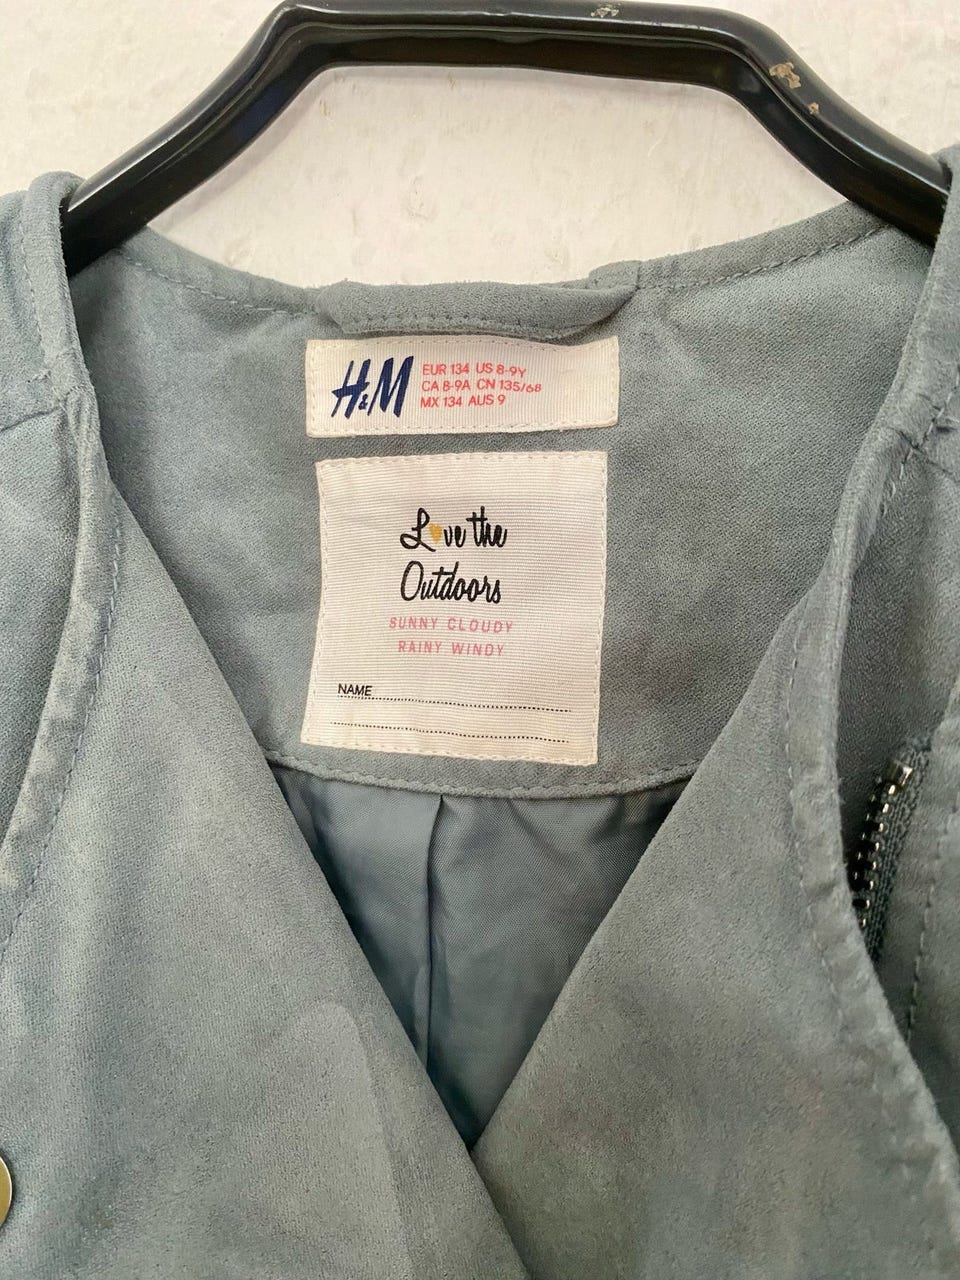 H&M
EUR 134 US 8-9Y
CA 8-9A CN 135/68
MX 134 AUS 9
Love the
Outdoors
SUNNY CLOUDY
RAINY WINDY
NAME